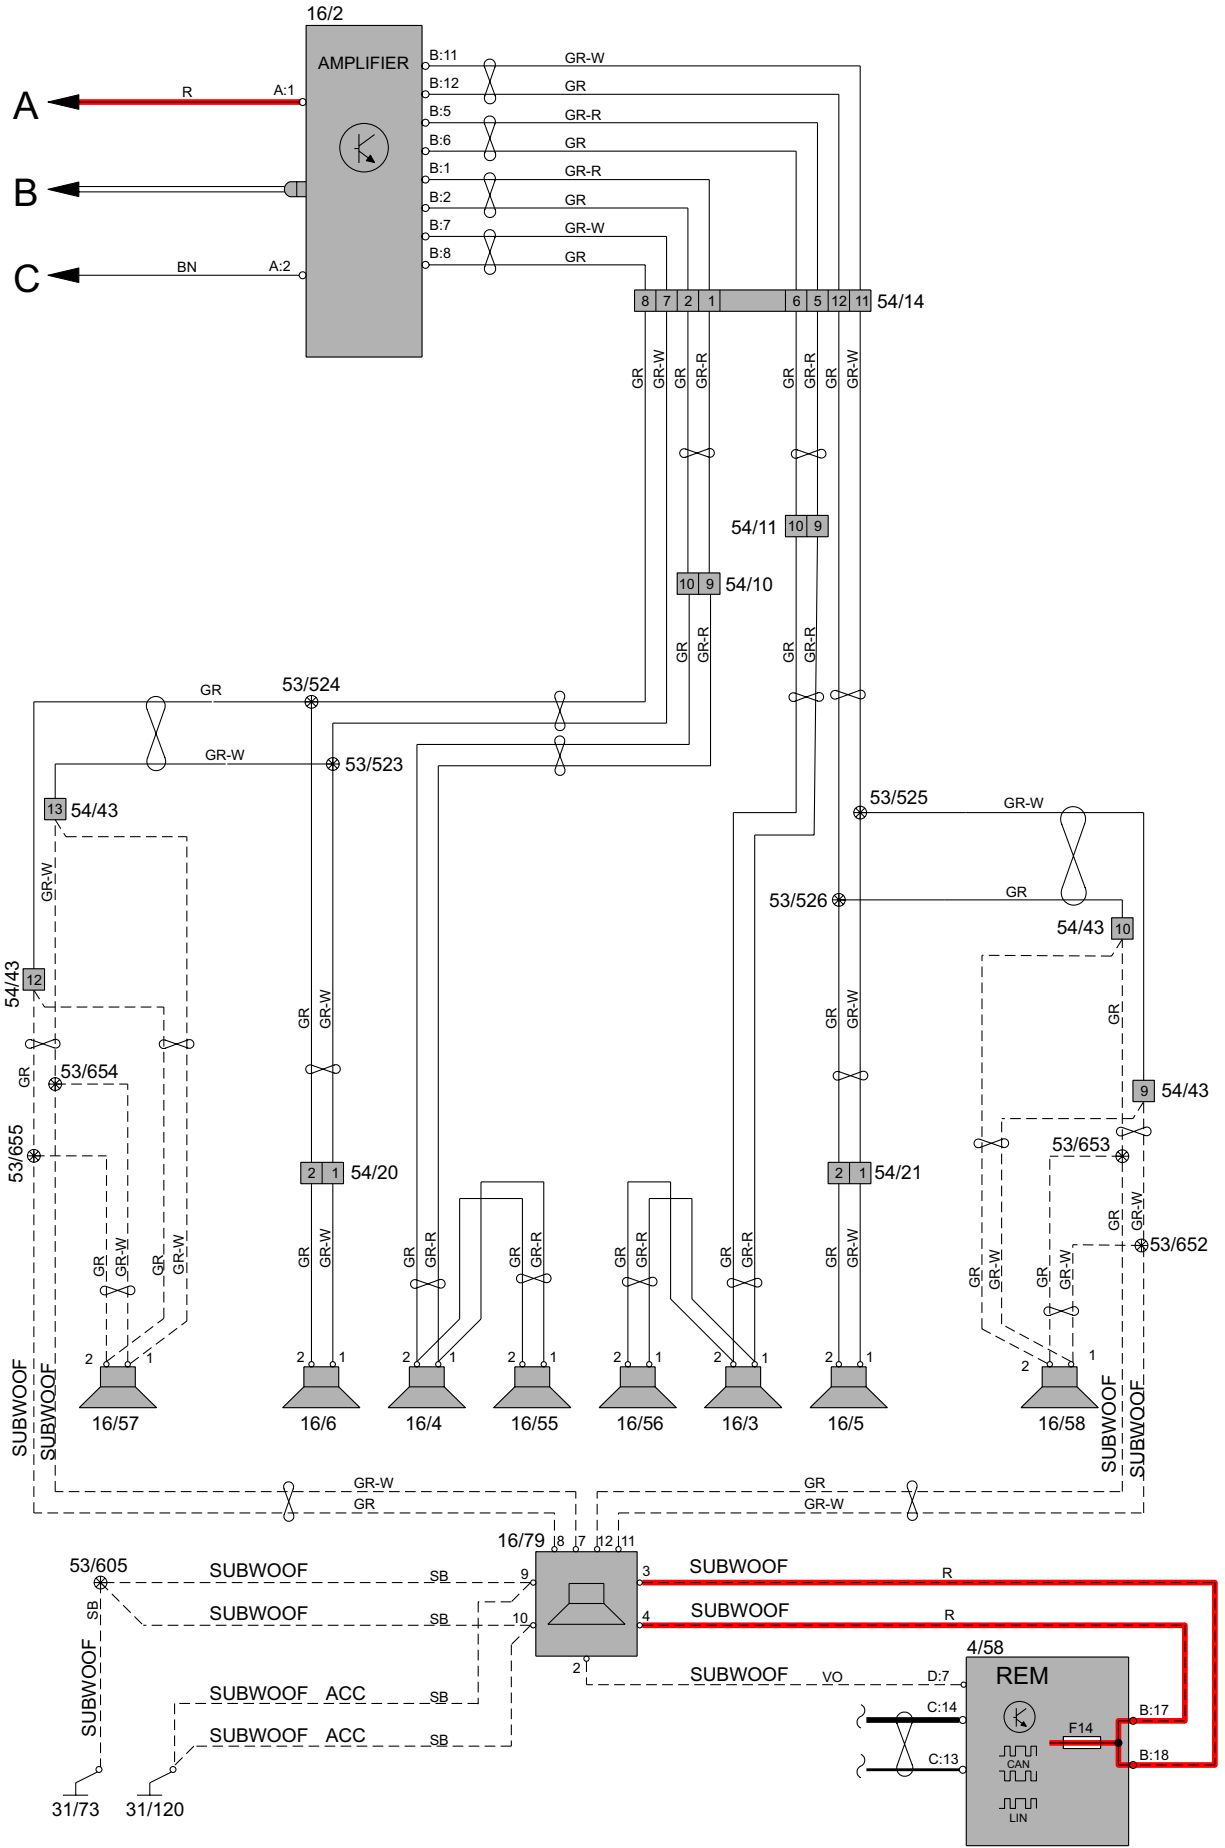 16/2
AMPLIFIER
B:11 GR-W
B:12 GR
B:5 GR-R
B:6 GR
B:1 GR-R
B:2 GR
B:7 GR-W
B:8 GR
A R A:1
B
C BN A:2
8 7 2 1 6 5 12 11 54/14
GR GR-W GR GR-R GR GR-R GR GR-W
54/11 10 9
10 9 54/10
GR GR-R GR GR-R
GR 53/524
GR-W 53/523
13 54/43
53/525 GR-W
53/526 GR
54/43 10
GR-W
54/43 12
GR GR-W GR GR-W GR
GR 53/654
9 54/43
53/655
53/653
2 1 54/20
2 1 54/21
GR GR-W GR GR-W
GR GR-W GR GR-R GR GR-R
GR GR-R GR GR-R GR GR-W
GR GR-W GR GR-W
GR GR-W 53/652
2 1 2 1 2 1 2 1 2 1 2 1 2 1 2 1
16/57 16/6 16/4 16/55 16/56 16/3 16/5 16/58
SUBWOOF SUBWOOF
SUBWOOF SUBWOOF
GR-W GR
GR GR-W
16/79 8 7 12 11
53/605 SUBWOOF SB 9
3 SUBWOOF R
SB SUBWOOF SB 10
4 SUBWOOF R
SUBWOOF
2 SUBWOOF VO D:7
4/58
REM
SUBWOOF ACC SB
SUBWOOF ACC SB
C:14
C:13
F14
B:17
B:18
CAN
LIN
31/73 31/120